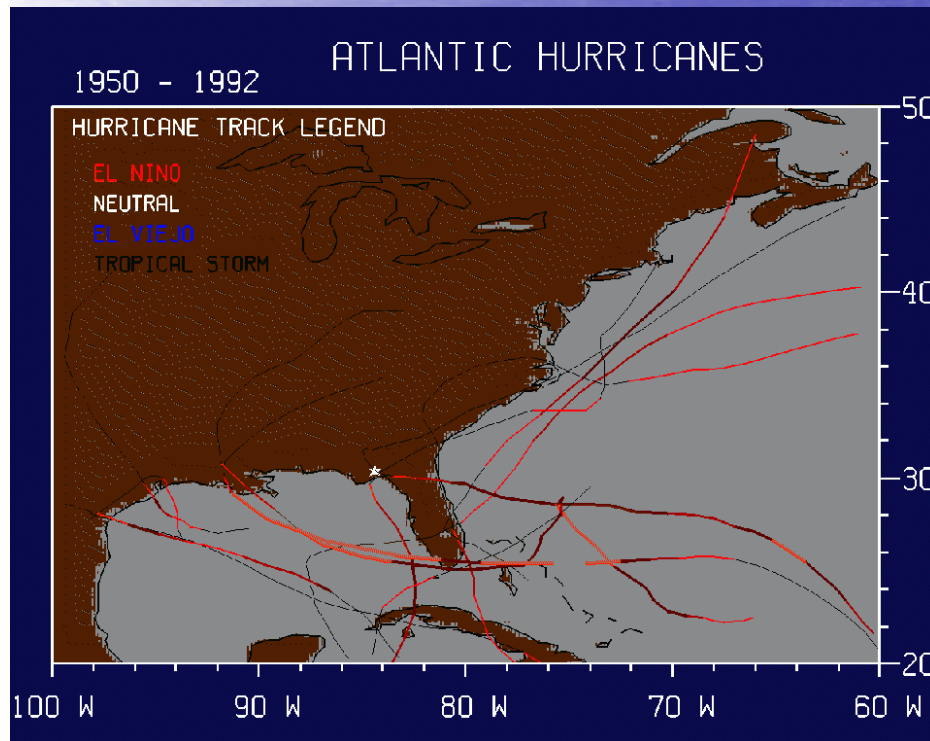 ATLANTIC HURRICANES
1950 - 1992
HURRICANE TRACK LEGEND
EL NINO
NEUTRAL
EL VIEJO
TROPICAL STORM
50
40
30
20
100 W 90 W 80 W 70 W 60 W